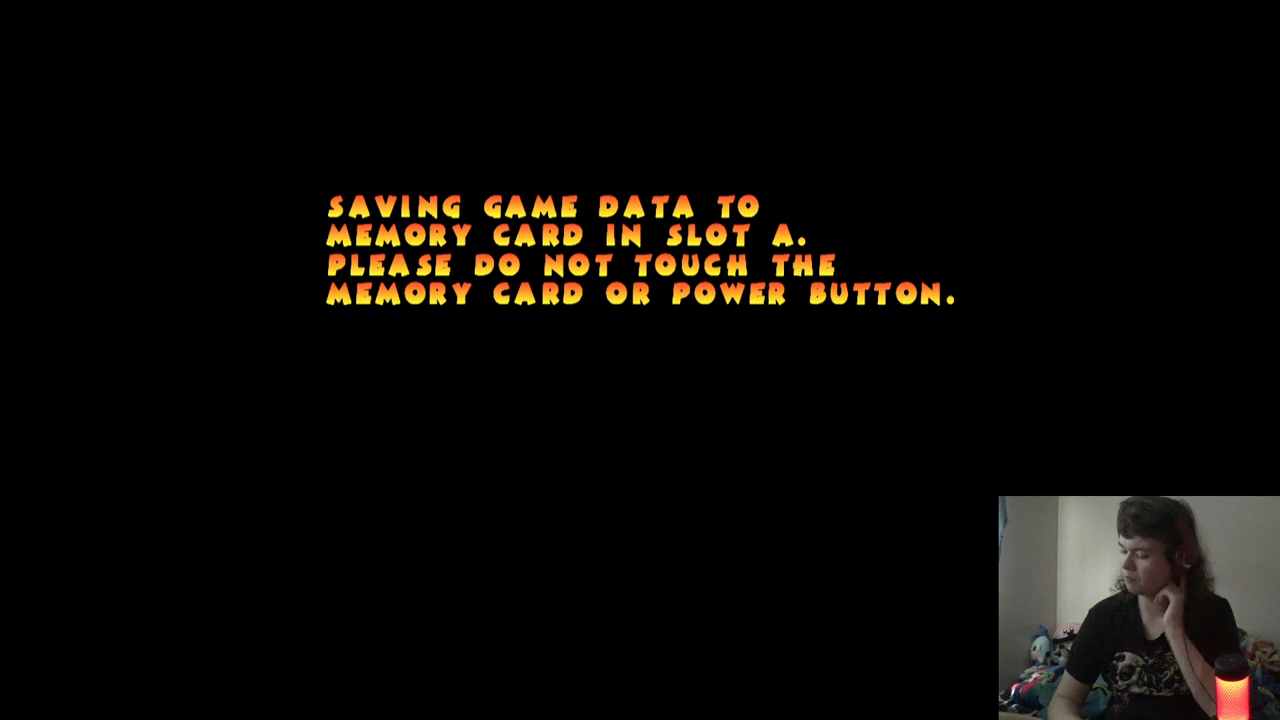 SAVING GAME DATA TO
MEMORY CARD IN SLOT A.
PLEASE DO NOT TOUCH THE
MEMORY CARD OR POWER BUTTON.